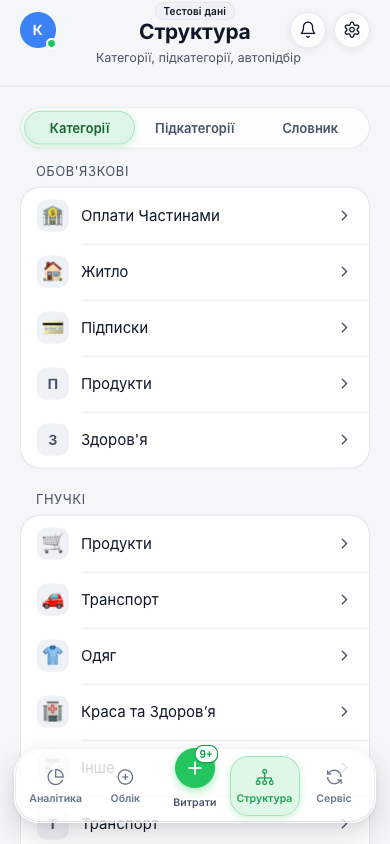 Тестові дані
К
Структура
Категорії, підкатегорії, автопідбір
Категорії
Підкатегорії
Словник
ОБОВ'ЯЗКОВІ
Оплати Частинами
Житло
Підписки
П
Продукти
З
Здоров'я
ГНУЧКІ
Продукти
Транспорт
Одяг
Краса та Здоров’я
Інше
9+
Аналітика
Облік
Витрати
Структура
Сервіс
Т
Транспорт